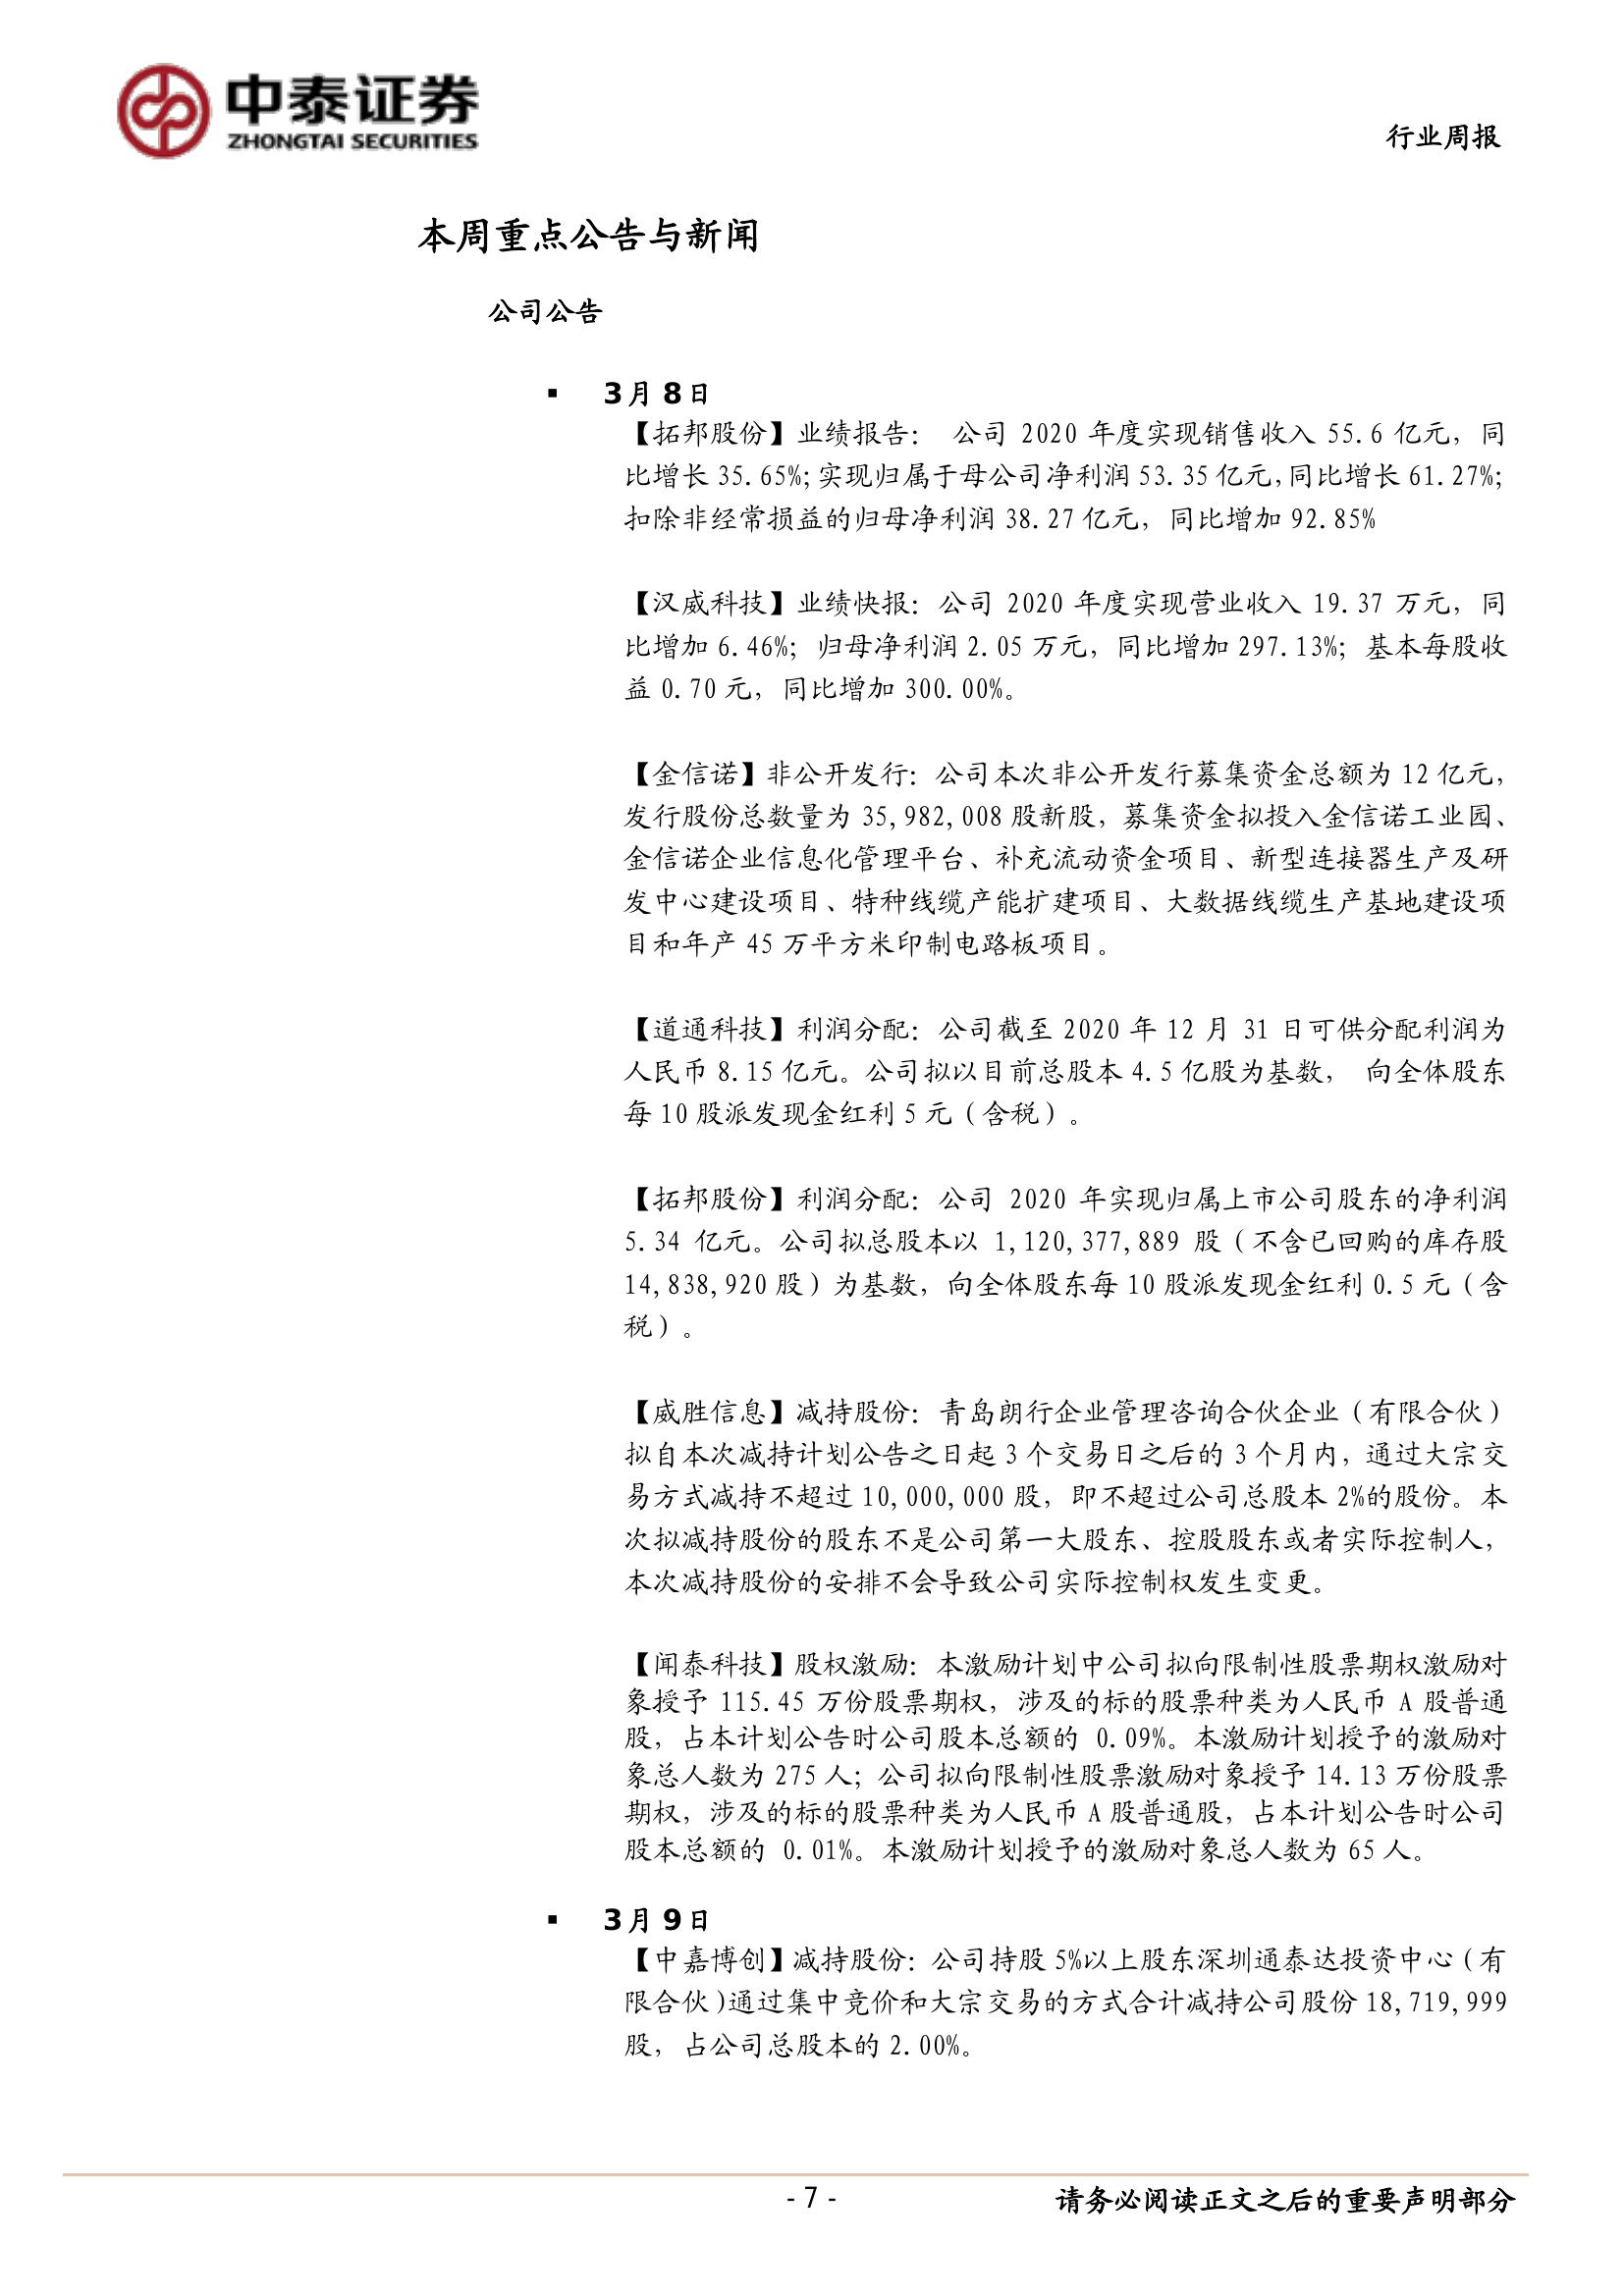 中泰证券
ZHONGTAI SECURITIES
行业周报
本周重点公告与新闻
公司公告
▪ 3月8日
【拓邦股份】业绩报告： 公司 2020 年度实现销售收入 55.6 亿元，同
比增长 35.65%;实现归属于母公司净利润 53.35 亿元,同比增长 61.27%;
扣除非经常损益的归母净利润 38.27 亿元，同比增加 92.85%
【汉威科技】业绩快报：公司 2020 年度实现营业收入 19.37 万元，同
比增加 6.46%；归母净利润 2.05 万元，同比增加 297.13%；基本每股收
益 0.70 元，同比增加 300.00%。
【金信诺】非公开发行：公司本次非公开发行募集资金总额为 12 亿元，
发行股份总数量为 35,982,008 股新股，募集资金拟投入金信诺工业园、
金信诺企业信息化管理平台、补充流动资金项目、新型连接器生产及研
发中心建设项目、特种线缆产能扩建项目、大数据线缆生产基地建设项
目和年产 45 万平方米印制电路板项目。
【道通科技】利润分配：公司截至 2020 年 12 月 31 日可供分配利润为
人民币 8.15 亿元。公司拟以目前总股本 4.5 亿股为基数， 向全体股东
每 10 股派发现金红利 5 元（含税）。
【拓邦股份】利润分配：公司 2020 年实现归属上市公司股东的净利润
5.34 亿元。公司拟总股本以 1,120,377,889 股（不含已回购的库存股
14,838,920 股）为基数，向全体股东每 10 股派发现金红利 0.5 元（含
税）。
【威胜信息】减持股份：青岛朗行企业管理咨询合伙企业（有限合伙）
拟自本次减持计划公告之日起 3 个交易日之后的 3 个月内，通过大宗交
易方式减持不超过 10,000,000 股，即不超过公司总股本 2%的股份。本
次拟减持股份的股东不是公司第一大股东、控股股东或者实际控制人，
本次减持股份的安排不会导致公司实际控制权发生变更。
【闻泰科技】股权激励：本激励计划中公司拟向限制性股票期权激励对
象授予 115.45 万份股票期权，涉及的标的股票种类为人民币 A 股普通
股，占本计划公告时公司股本总额的 0.09%。本激励计划授予的激励对
象总人数为 275 人；公司拟向限制性股票激励对象授予 14.13 万份股票
期权，涉及的标的股票种类为人民币 A 股普通股，占本计划公告时公司
股本总额的 0.01%。本激励计划授予的激励对象总人数为 65 人。
▪ 3月9日
【中嘉博创】减持股份：公司持股 5%以上股东深圳通泰达投资中心（有
限合伙)通过集中竞价和大宗交易的方式合计减持公司股份 18,719,999
股，占公司总股本的 2.00%。
- 7 -
请务必阅读正文之后的重要声明部分